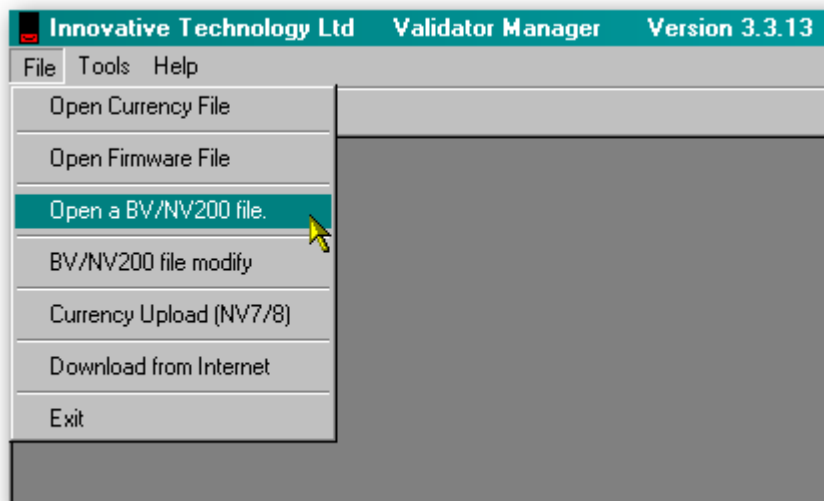 Innovative Technology Ltd Validator Manager Version 3.3.13
File Tools Help
Open Currency File
Open Firmware File
Open a BV/NV200 file.
BV/NV200 file modify
Currency Upload (NV7/8)
Download from Internet
Exit